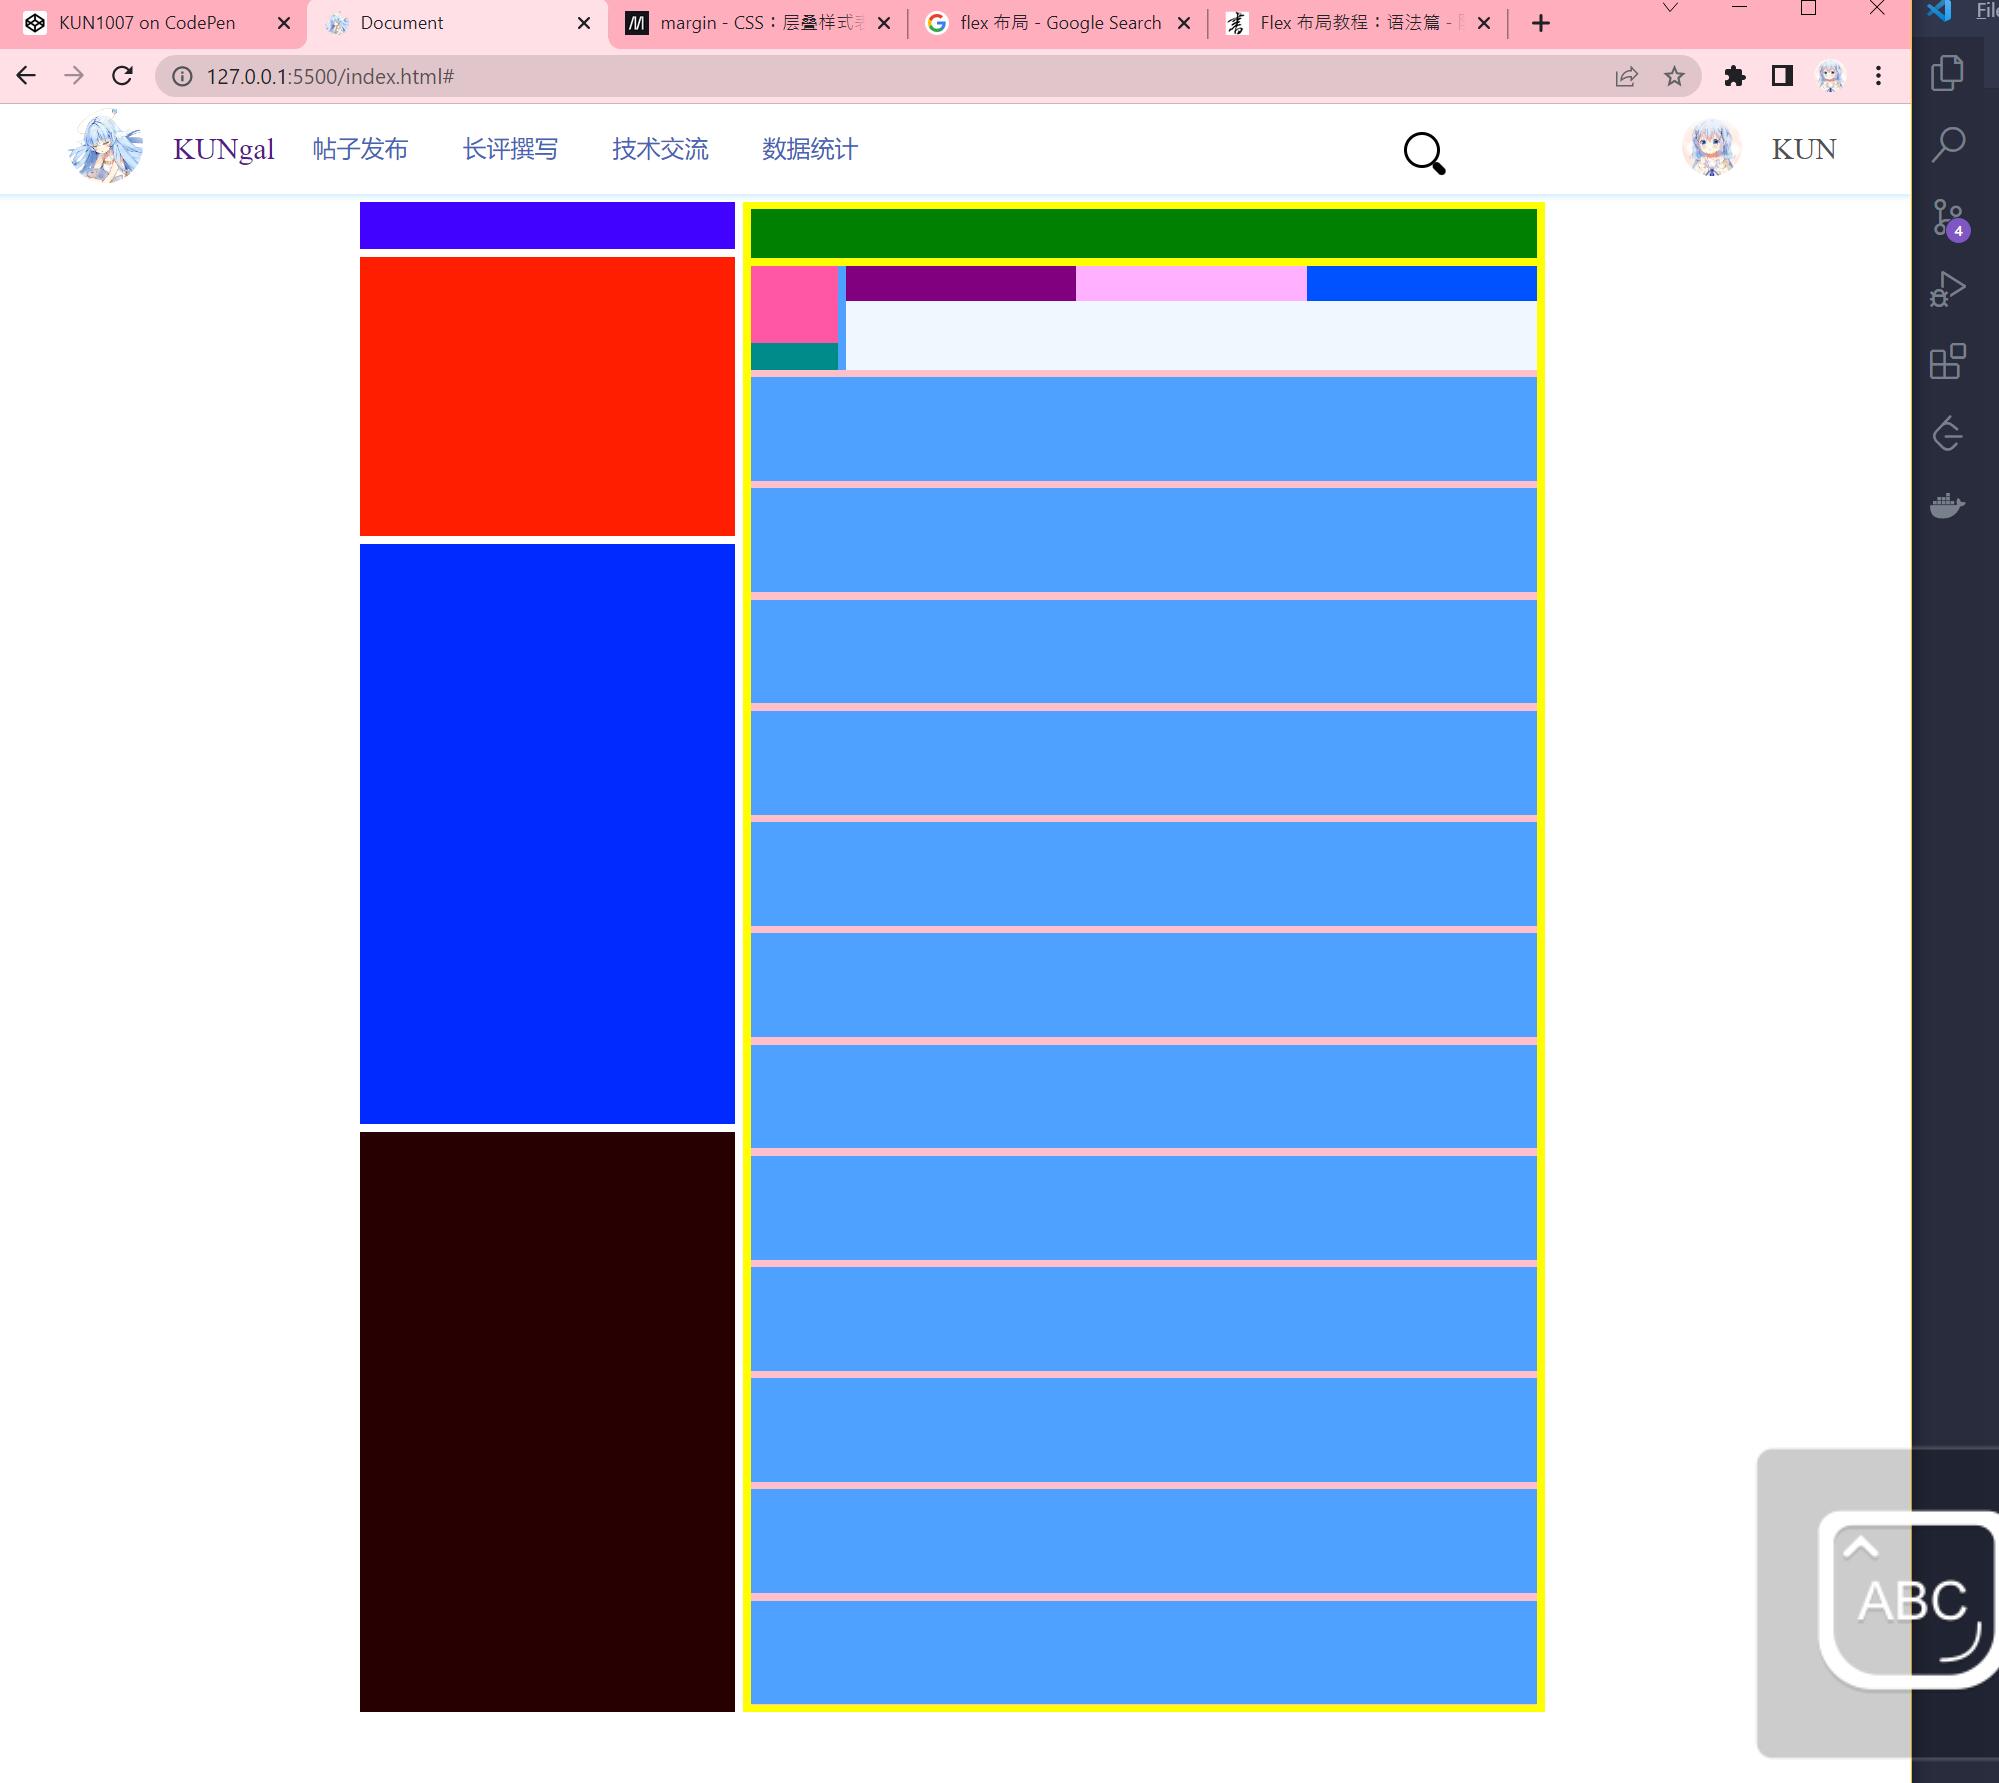 KUN1007 on CodePen
Document
margin - CSS：层叠样式表
flex 布局 - Google Search
Flex 布局教程：语法篇 -
127.0.0.1:5500/index.html#
KUNgal
帖子发布
长评撰写
技术交流
数据统计
KUN
File
4
ABC